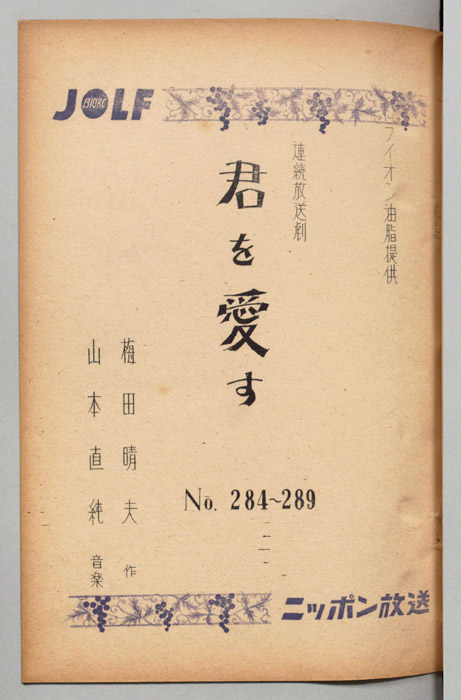 JOLF
1310KC
ライオン油脂提供
連続放送劇
君を愛す
No. 284~289
梅田晴夫 作
山本直純 音楽
ニッポン放送